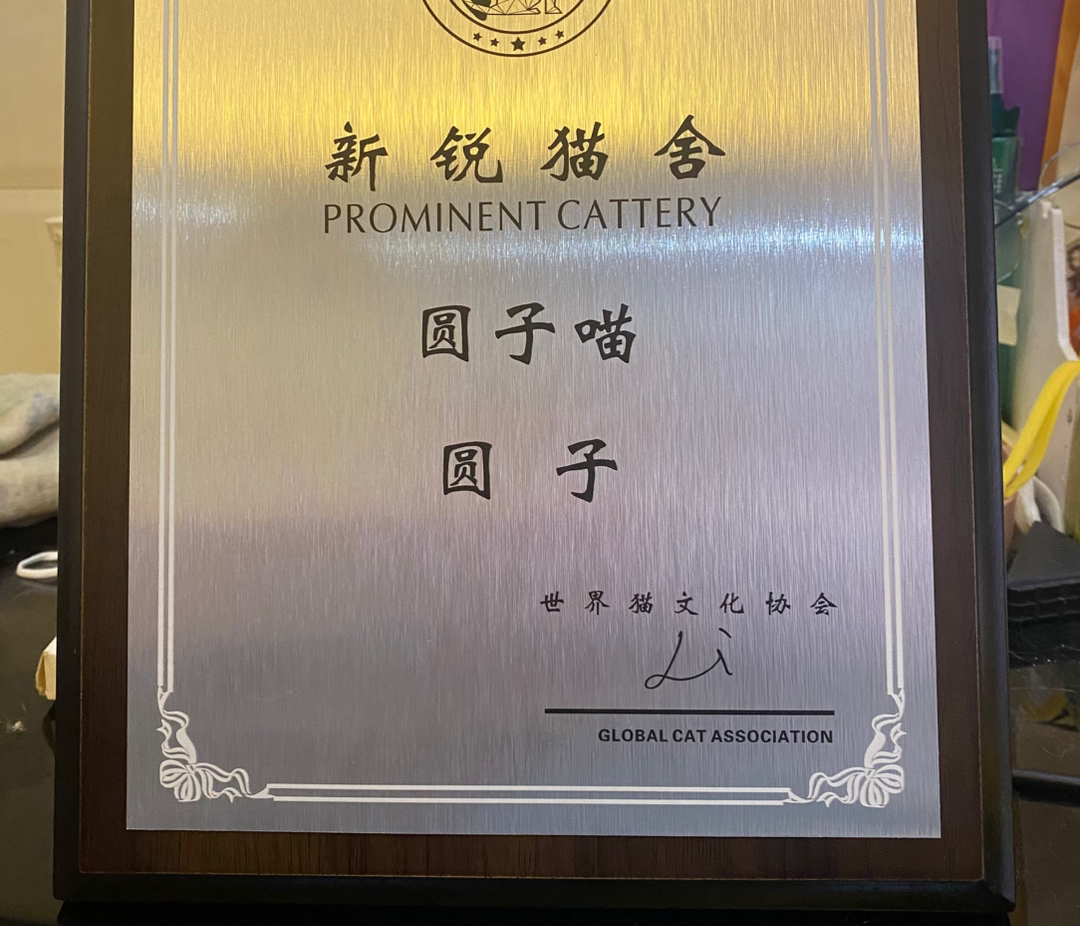 新锐猫舍
PROMINENT CATTERY
圆子喵
圆子
世界猫文化协会
Li
GLOBAL CAT ASSOCIATION